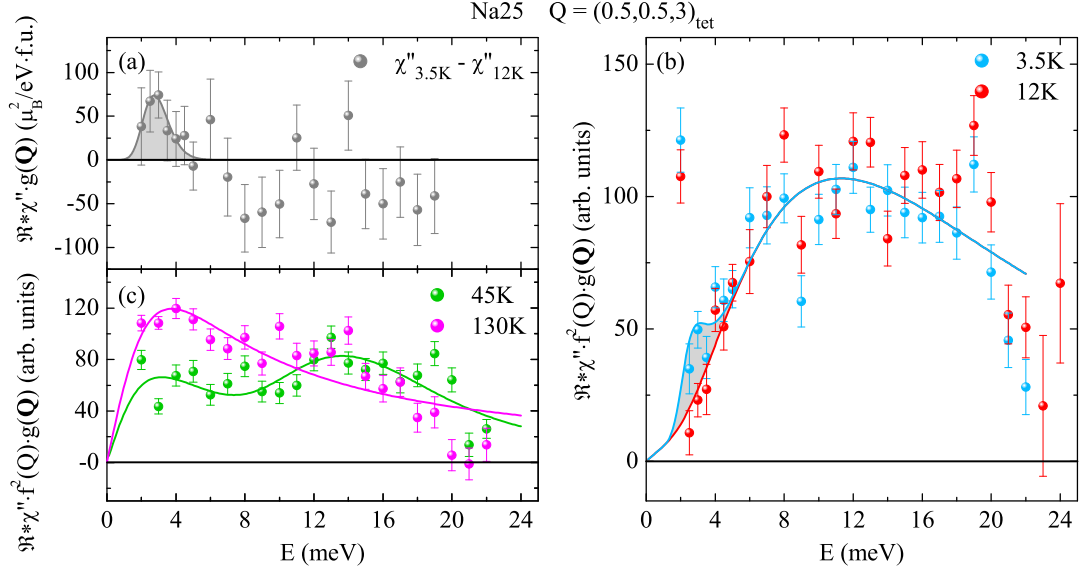 Na25 Q = (0.5,0.5,3)tet
(a)
χ"3.5K - χ"12K
ℜ*χ"·g(Q) (μB²/eV·f.u.)
100
50
0
-50
-100
(c)
45K
130K
ℜ*χ"·f²(Q)·g(Q) (arb. units)
120
80
40
-0
0 4 8 12 16 20 24
E (meV)
(b)
3.5K
12K
ℜ*χ"·f²(Q)·g(Q) (arb. units)
150
100
50
0
0 4 8 12 16 20 24
E (meV)